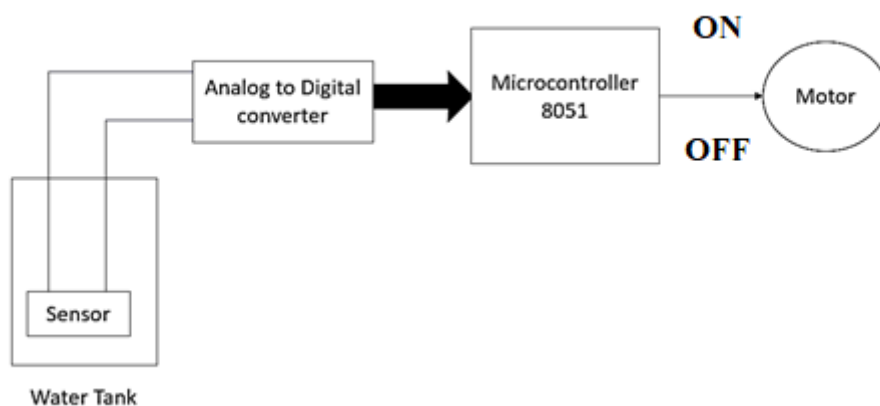 ON
Analog to Digital
converter
Microcontroller
8051
Motor
OFF
Sensor
Water Tank